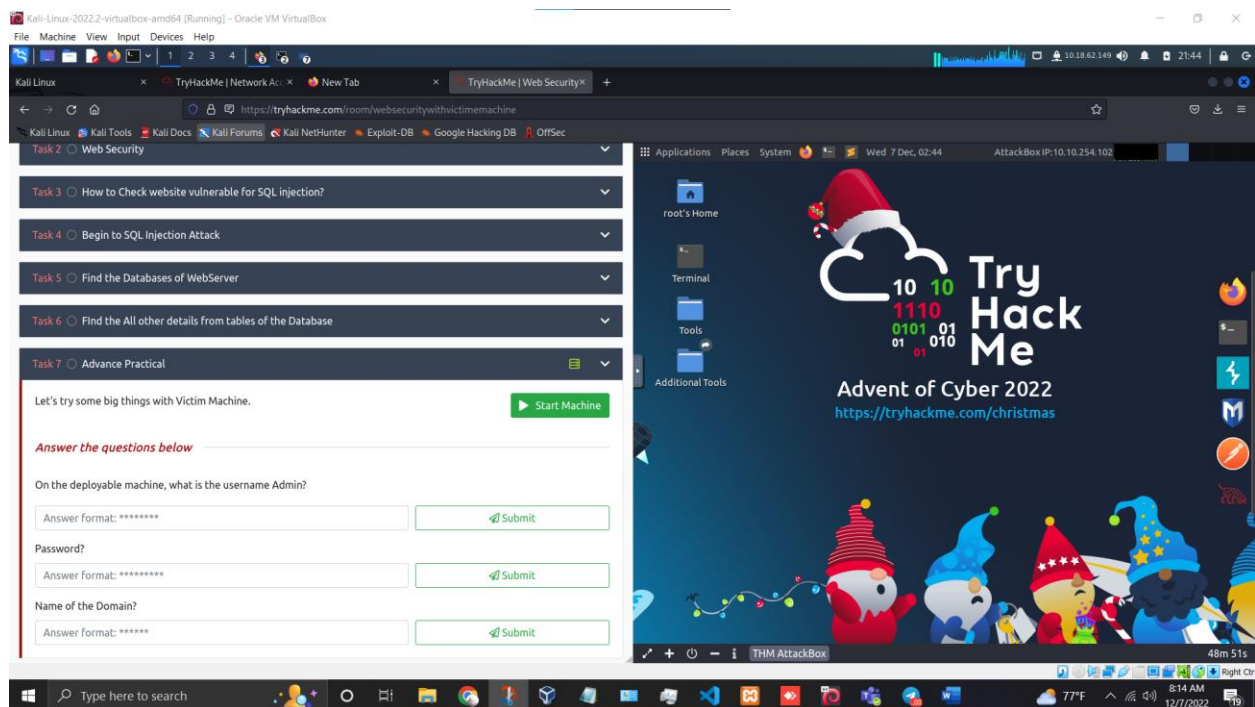 Kali-Linux-2022.2-virtualbox-amd64 [Running] - Oracle VM VirtualBox
File Machine View Input Devices Help
1 2 3 4
10.18.62.149 21:44
Kali Linux × TryHackMe | Network Acc × New Tab × TryHackMe | Web Security × +
https://tryhackme.com/room/websecuritywithvictimemachine
Kali Linux Kali Tools Kali Docs Kali Forums Kali NetHunter Exploit-DB Google Hacking DB OffSec
Task 2 Web Security
Task 3 How to Check website vulnerable for SQL injection?
Task 4 Begin to SQL Injection Attack
Task 5 Find the Databases of WebServer
Task 6 FInd the All other details from tables of the Database
Task 7 Advance Practical
Let's try some big things with Victim Machine.
Start Machine
Answer the questions below
On the deployable machine, what is the username Admin?
Answer format: ********
Submit
Password?
Answer format: *********
Submit
Name of the Domain?
Answer format: ******
Submit
Applications Places System Wed 7 Dec, 02:44 AttackBox IP:10.10.254.102
root's Home
Terminal
Tools
Additional Tools
10 10
1110
0101 01
01 010
01
Try
Hack
Me
Advent of Cyber 2022
https://tryhackme.com/christmas
THM AttackBox
48m 51s
Right Ctr
Type here to search
77°F
8:14 AM
12/7/2022
19